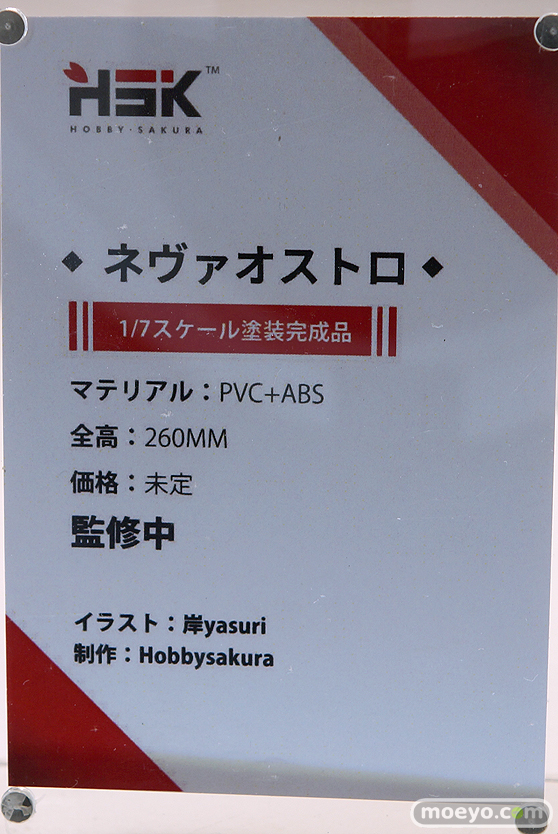 HSK™
HOBBY・SAKURA
◆ ネヴァオストロ ◆
1/7スケール塗装完成品
マテリアル：PVC+ABS
全高：260MM
価格：未定
監修中
イラスト：岸yasuri
制作：Hobbysakura
moeyo.com